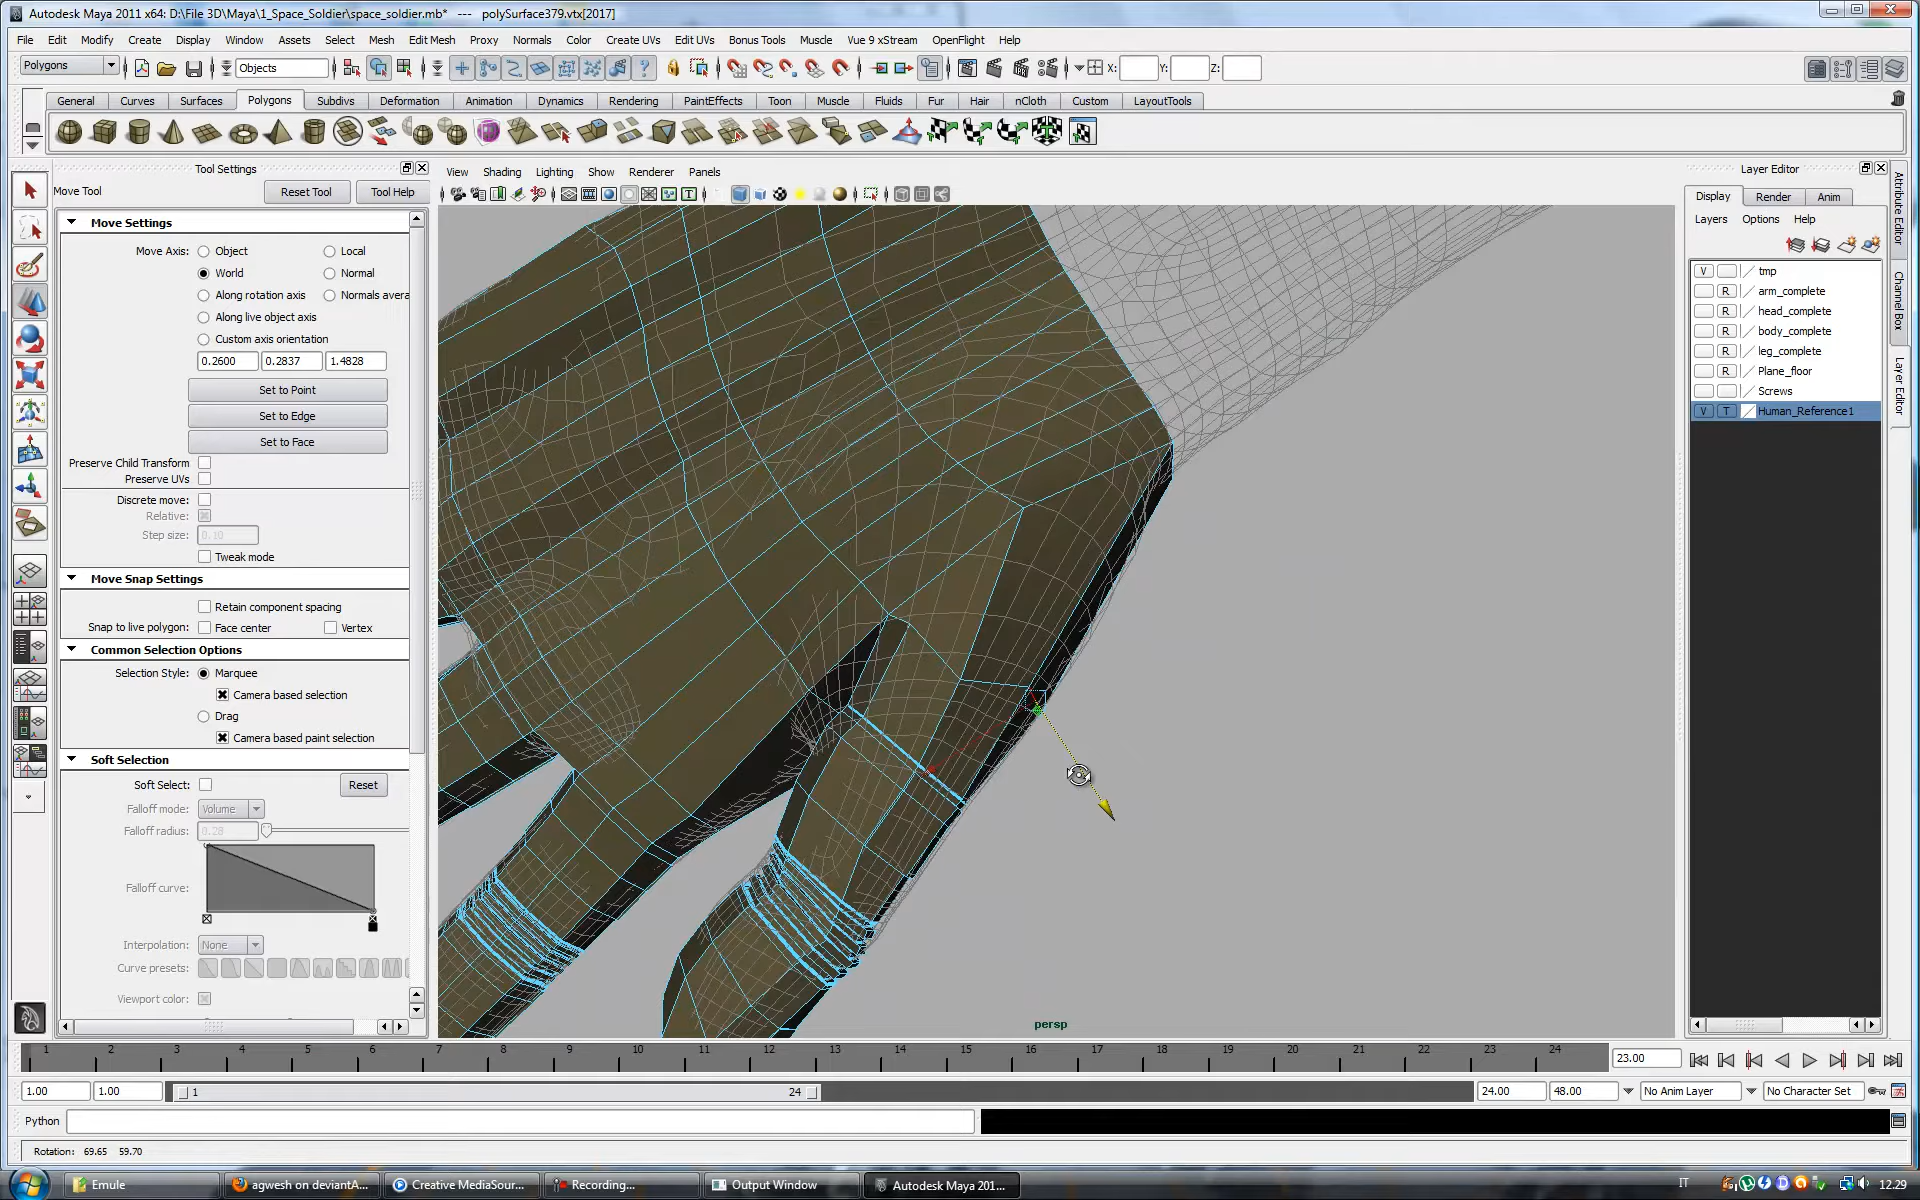 Autodesk Maya 2011 x64: D:\File 3D\Maya\1_Space_Soldier\space_soldier.mb*   ---   polySurface379.vtx[2017]
File Edit Modify Create Display Window Assets Select Mesh Edit Mesh Proxy Normals Color Create UVs Edit UVs Bonus Tools Muscle Vue 9 xStream OpenFlight Help
Polygons Objects X: Y: Z:
General Curves Surfaces Polygons Subdivs Deformation Animation Dynamics Rendering PaintEffects Toon Muscle Fluids Fur Hair nCloth Custom LayoutTools
Tool Settings
Move Tool Reset Tool Tool Help
Move Settings
Move Axis: Object Local
World Normal
Along rotation axis Normals avera
Along live object axis
Custom axis orientation
0.2600 0.2837 1.4828
Set to Point
Set to Edge
Set to Face
Preserve Child Transform
Preserve UVs
Discrete move:
Relative:
Step size: 0.10
Tweak mode
Move Snap Settings
Retain component spacing
Snap to live polygon: Face center Vertex
Common Selection Options
Selection Style: Marquee
Camera based selection
Drag
Camera based paint selection
Soft Selection
Soft Select: Reset
Falloff mode: Volume
Falloff radius: 0.28
Falloff curve:
Interpolation: None
Curve presets:
Viewport color:
View Shading Lighting Show Renderer Panels
persp
Layer Editor
Display Render Anim
Layers Options Help
V tmp
R arm_complete
R head_complete
R body_complete
R leg_complete
R Plane_floor
Screws
V T Human_Reference1
Attribute Editor
Channel Box
Layer Editor
1 2 3 4 5 6 7 8 9 10 11 12 13 14 15 16 17 18 19 20 21 22 23 24 23.00
1.00 1.00 1 24 24.00 48.00 No Anim Layer No Character Set
Python
Rotation: 69.65 59.70
Emule agwesh on deviantA... Creative MediaSour... Recording... Output Window Autodesk Maya 201... IT 12.29